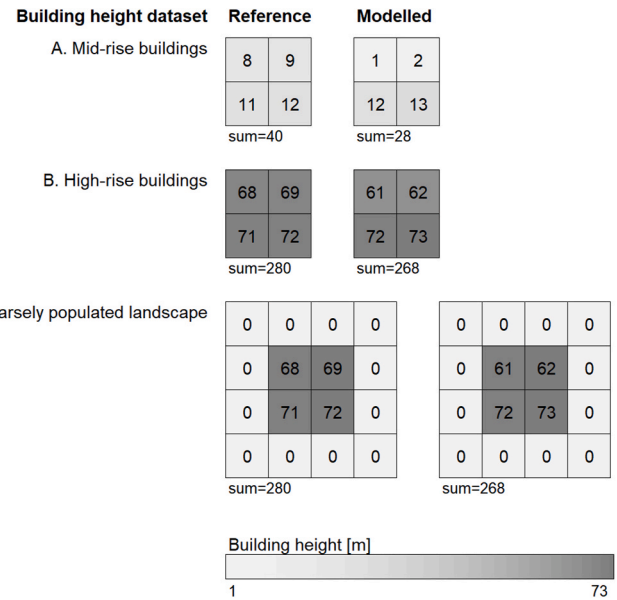 Building height dataset Reference Modelled
A. Mid-rise buildings
8 9 1 2
11 12 12 13
sum=40 sum=28
B. High-rise buildings
68 69 61 62
71 72 72 73
sum=280 sum=268
populated landscape
0 0 0 0 0 0 0 0
0 68 69 0 0 61 62 0
0 71 72 0 0 72 73 0
0 0 0 0 0 0 0 0
sum=280 sum=268
Building height [m]
1 73